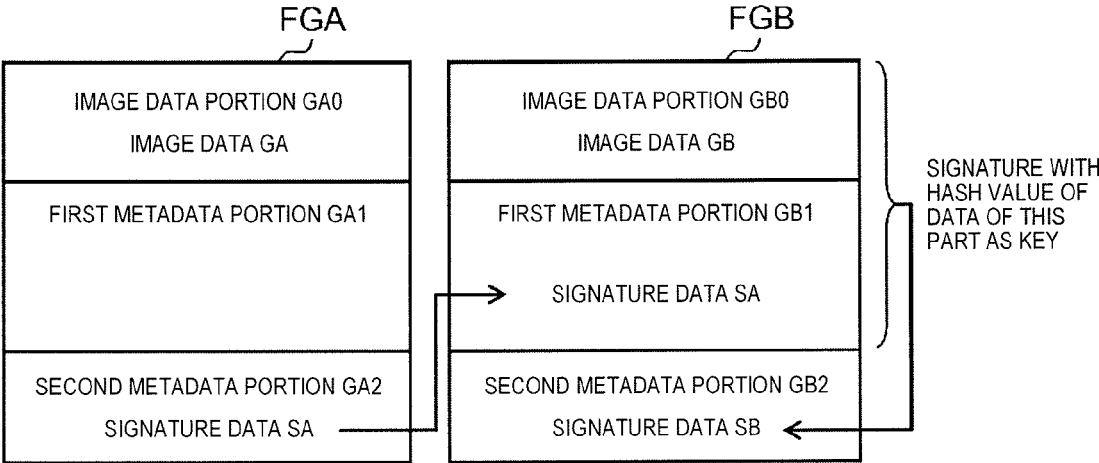 FGA
IMAGE DATA PORTION GA0
IMAGE DATA GA
FIRST METADATA PORTION GA1
SECOND METADATA PORTION GA2
SIGNATURE DATA SA
FGB
IMAGE DATA PORTION GB0
IMAGE DATA GB
FIRST METADATA PORTION GB1
SIGNATURE DATA SA
SECOND METADATA PORTION GB2
SIGNATURE DATA SB
SIGNATURE WITH
HASH VALUE OF
DATA OF THIS
PART AS KEY